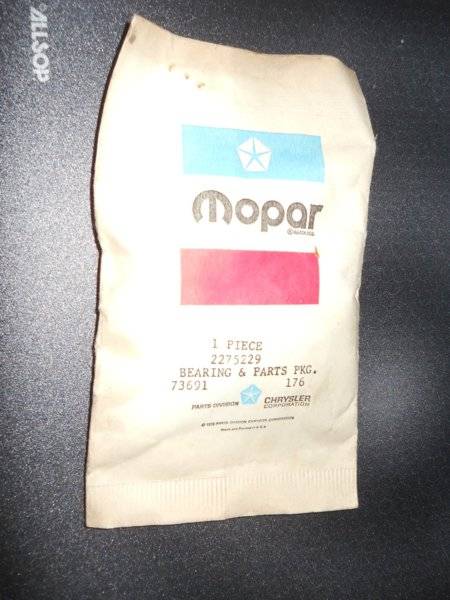 ALLSOP
Mopar
1 PIECE
2275229
BEARING & PARTS PKG.
73691 176
PARTS DIVISION CHRYSLER CORPORATION